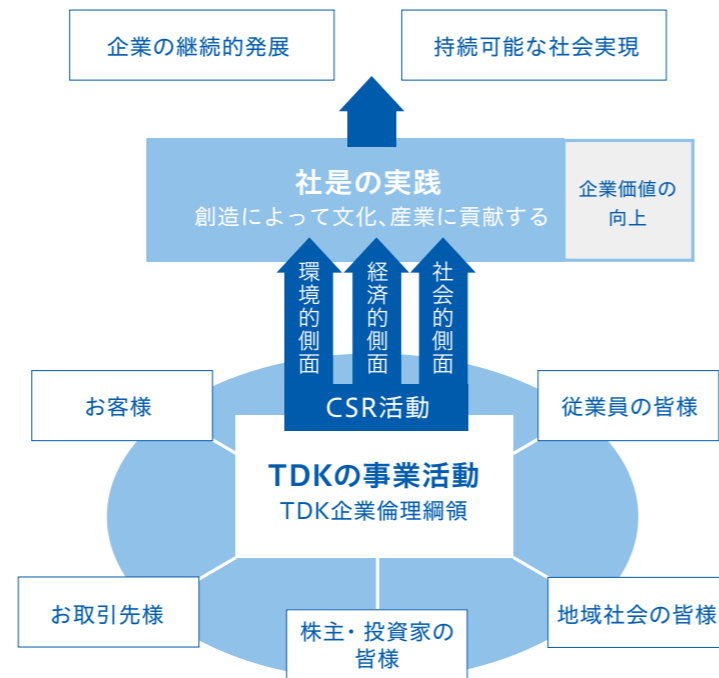 企業の継続的発展
持続可能な社会実現
社是の実践
創造によって文化、産業に貢献する
企業価値の
向上
環境的側面
経済的側面
社会的側面
CSR活動
お客様
従業員の皆様
TDKの事業活動
TDK企業倫理綱領
お取引先様
株主・投資家の
皆様
地域社会の皆様